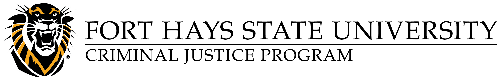 FORT HAYS STATE UNIVERSITY
CRIMINAL JUSTICE PROGRAM